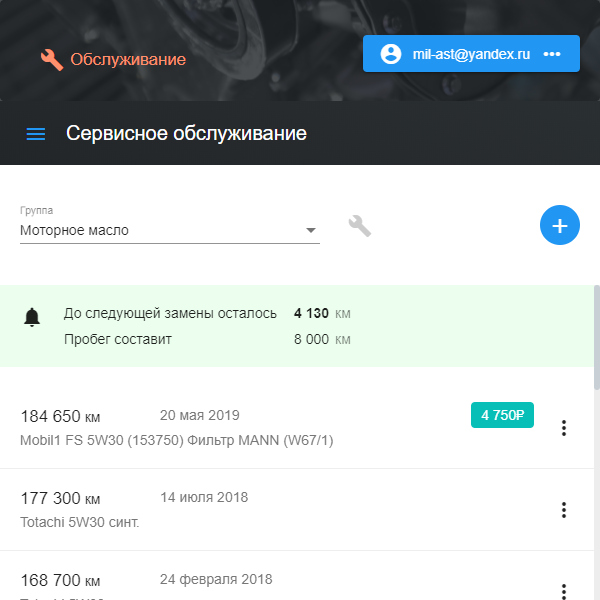 Обслуживание
mil-ast@yandex.ru
Сервисное обслуживание
Группа
Моторное масло
До следующей замены осталось 4 130 км
Пробег составит 8 000 км
184 650 км 20 мая 2019 4 750₽
Mobil1 FS 5W30 (153750) Фильтр MANN (W67/1)
177 300 км 14 июля 2018
Totachi 5W30 синт.
168 700 км 24 февраля 2018